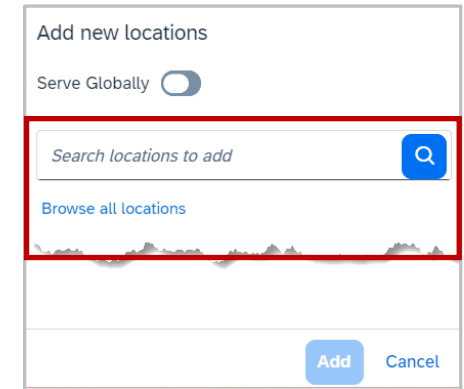 Add new locations
Serve Globally
Search locations to add
Browse all locations
Add Cancel